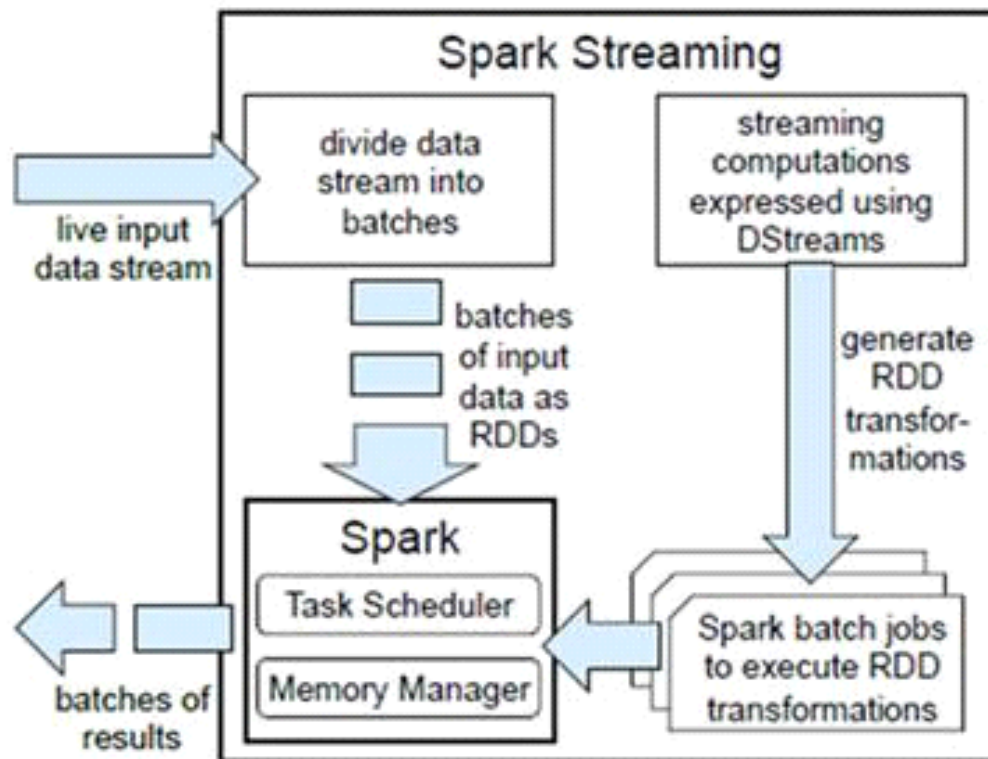 Spark Streaming
divide data
stream into
batches
streaming
computations
expressed using
DStreams
live input
data stream
batches
of input
data as
RDDs
generate
RDD
transfor-
mations
Spark
Task Scheduler
Memory Manager
Spark batch jobs
to execute RDD
transformations
batches of
results